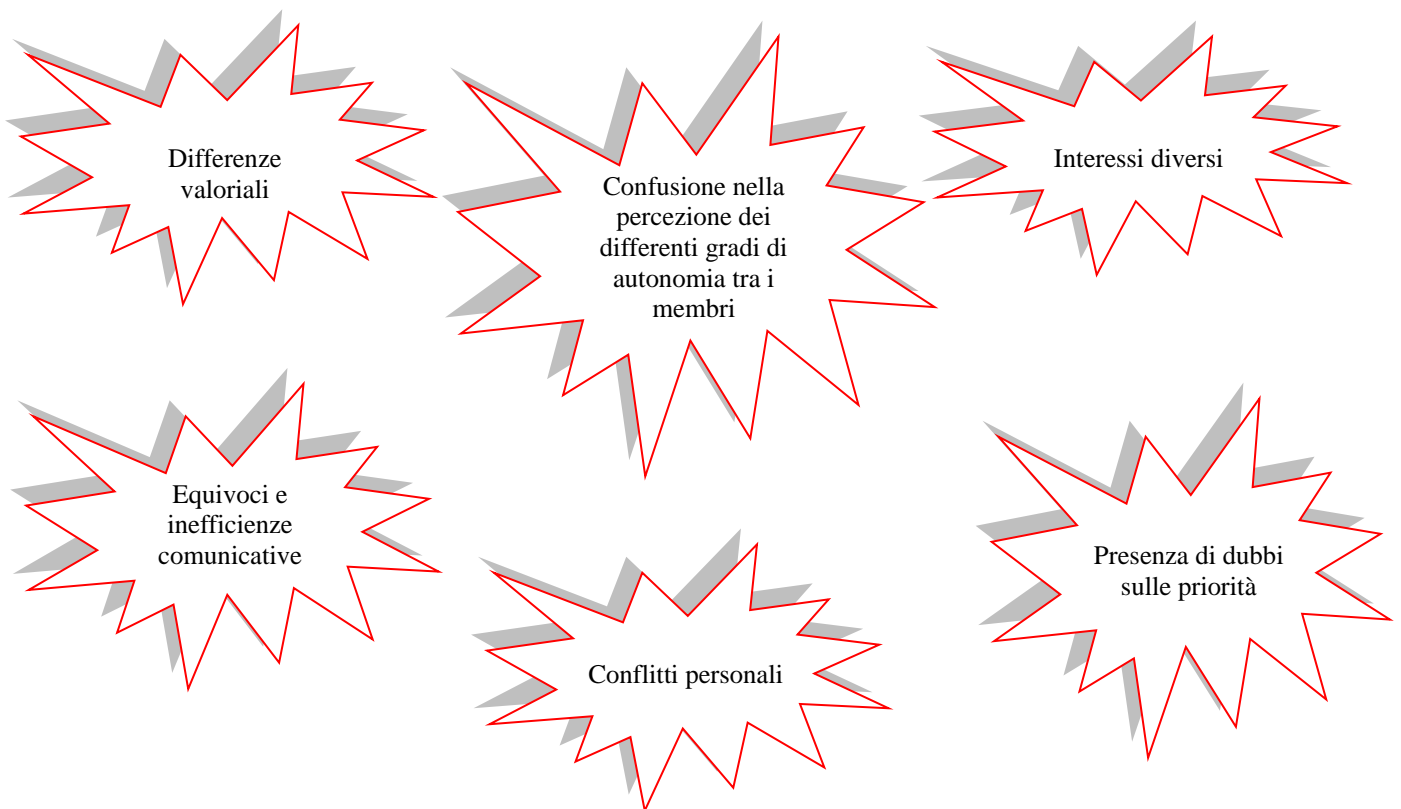 Differenze
valoriali
Confusione nella
percezione dei
differenti gradi di
autonomia tra i
membri
Interessi diversi
Equivoci e
inefficienze
comunicative
Conflitti personali
Presenza di dubbi
sulle priorità